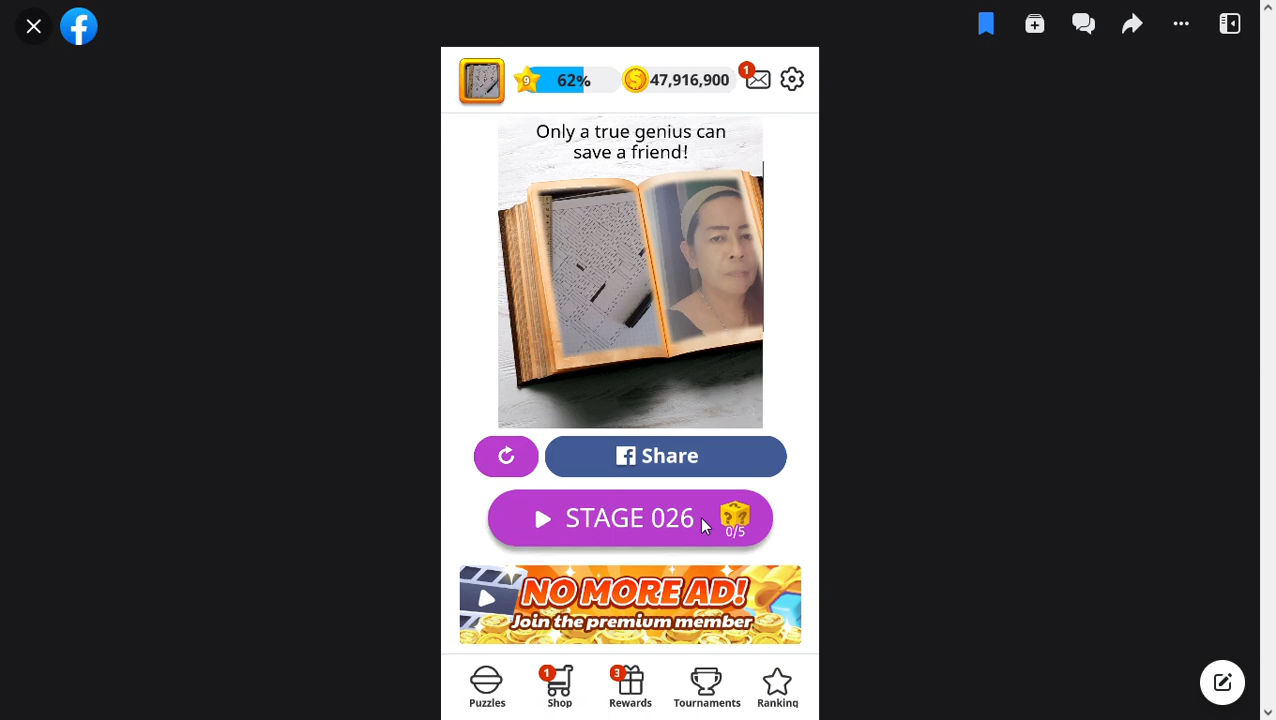 9
62%
47,916,900
1
Only a true genius can
save a friend!
Share
STAGE 026
0/5
NO MORE AD!
Join the premium member
1
3
Puzzles
Shop
Rewards
Tournaments
Ranking